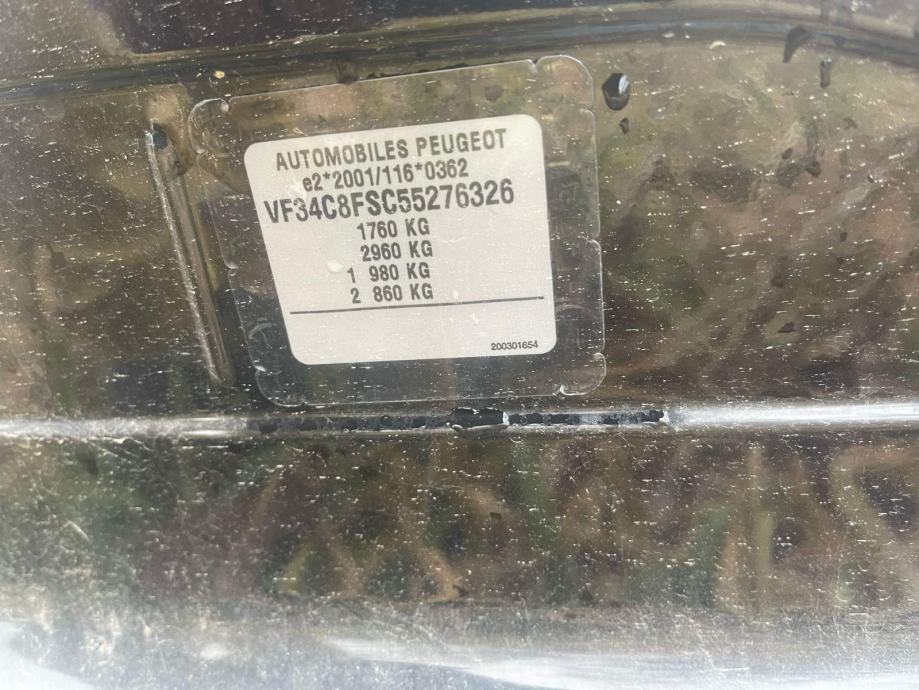 AUTOMOBILES PEUGEOT
e2*2001/116*0362
VF34C8FSC55276326
1760 KG
2960 KG
1 980 KG
2 860 KG
200301654